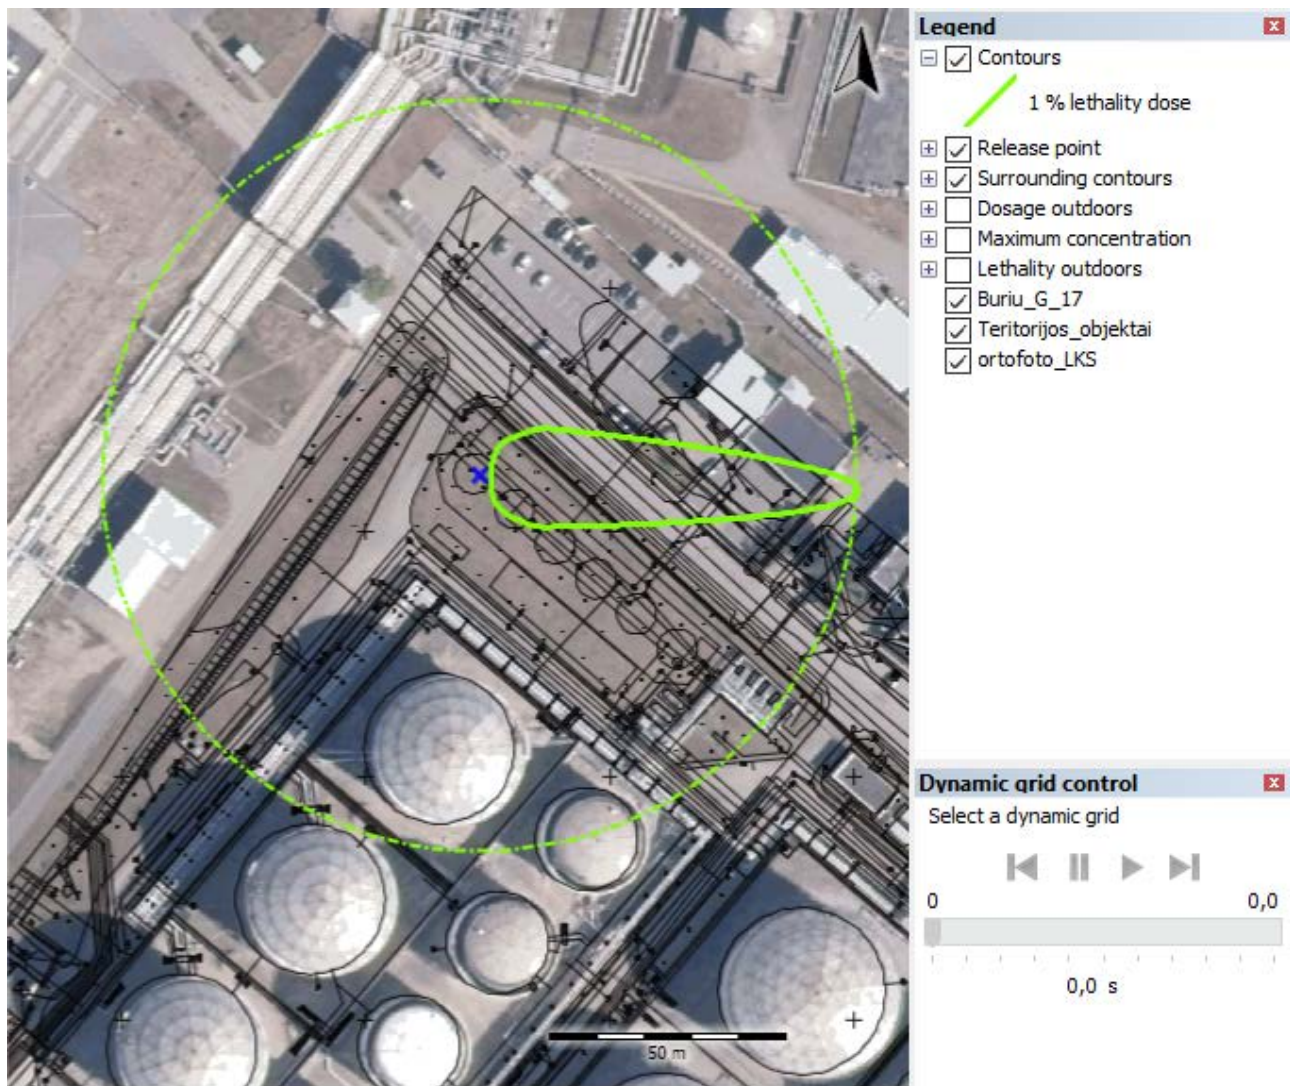 Legend
Contours
1 % lethality dose
Release point
Surrounding contours
Dosage outdoors
Maximum concentration
Lethality outdoors
Buriu_G_17
Teritorijos_objektai
ortofoto_LKS
Dynamic grid control
Select a dynamic grid
0 0,0
0,0 s
50 m